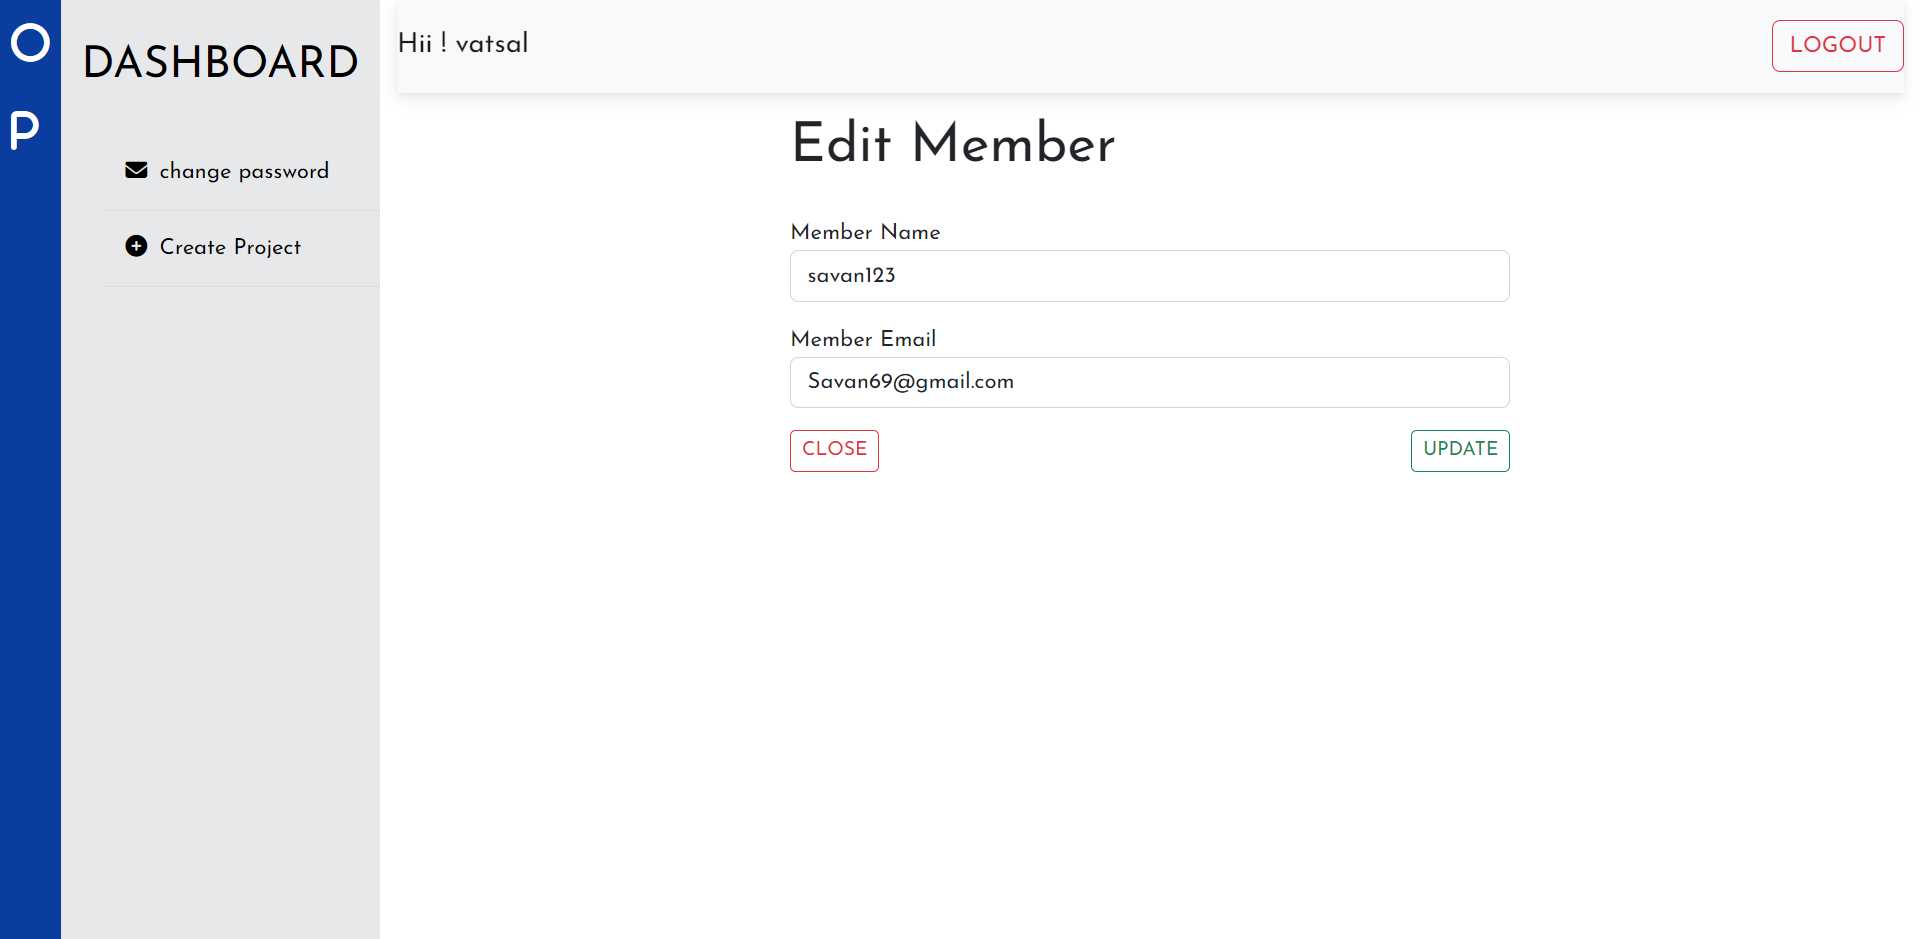 O
P
DASHBOARD
change password
Create Project
Hii ! vatsal
LOGOUT
Edit Member
Member Name
savan123
Member Email
Savan69@gmail.com
CLOSE
UPDATE